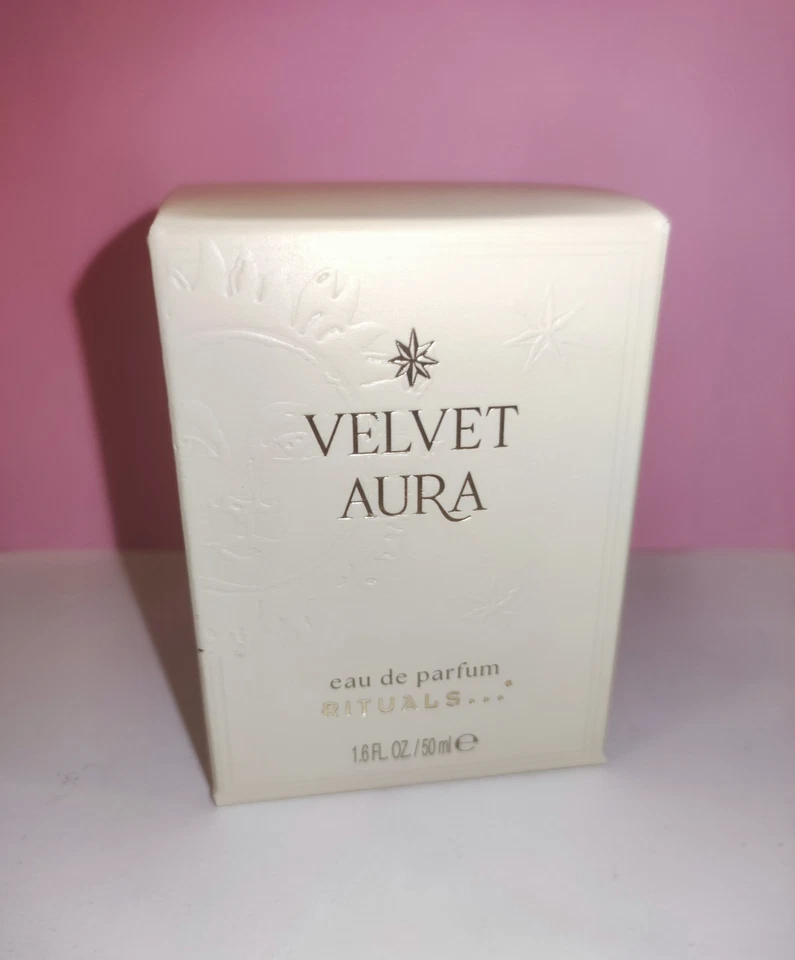 VELVET
AURA
eau de parfum
RITUALS...
1.6 FL. OZ. / 50 ml ℮